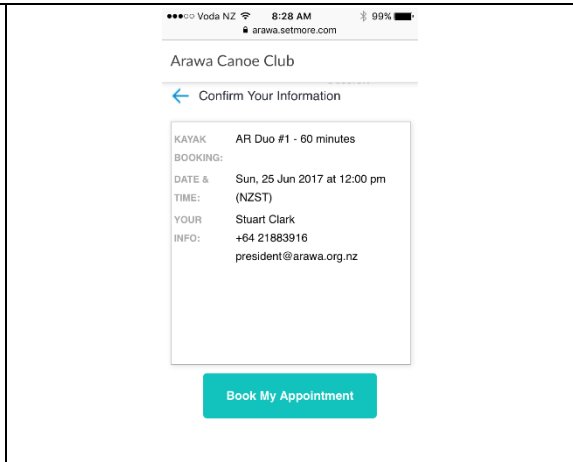 ●●●○○ Voda NZ 8:28 AM 99%
arawa.setmore.com
Arawa Canoe Club
← Confirm Your Information
KAYAK BOOKING: AR Duo #1 - 60 minutes
DATE & TIME: Sun, 25 Jun 2017 at 12:00 pm (NZST)
YOUR INFO: Stuart Clark
+64 21883916
president@arawa.org.nz
Book My Appointment